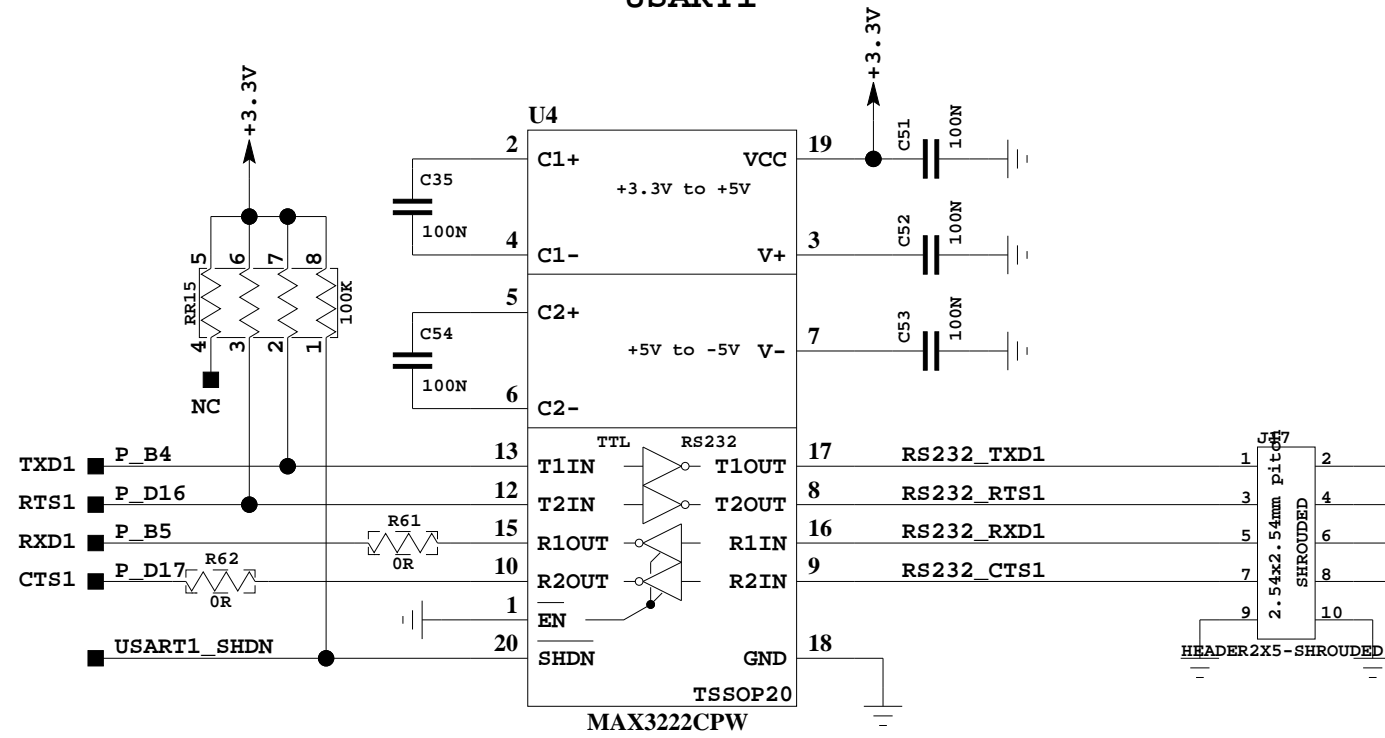 USART1
+3.3V
+3.3V
U4
2 C1+ VCC 19
C51 100N
+3.3V to +5V
C35
100N
4 C1- V+ 3
C52 100N
5 6 7 8
RR15
100K
4 3 2 1
NC
5 C2+
C54
100N
+5V to -5V V- 7
C53 100N
6 C2-
TTL RS232
TXD1 P_B4 13 T1IN T1OUT 17 RS232_TXD1 1 2
RTS1 P_D16 12 T2IN T2OUT 8 RS232_RTS1 3 4
RXD1 P_B5 R61 0R 15 R1OUT R1IN 16 RS232_RXD1 5 6
CTS1 P_D17 R62 0R 10 R2OUT R2IN 9 RS232_CTS1 7 8
1 EN 9 10
USART1_SHDN 20 SHDN GND 18
2.54x2.54mm pitch
SHROUDED
HEADER2X5-SHROUDED
TSSOP20
MAX3222CPW